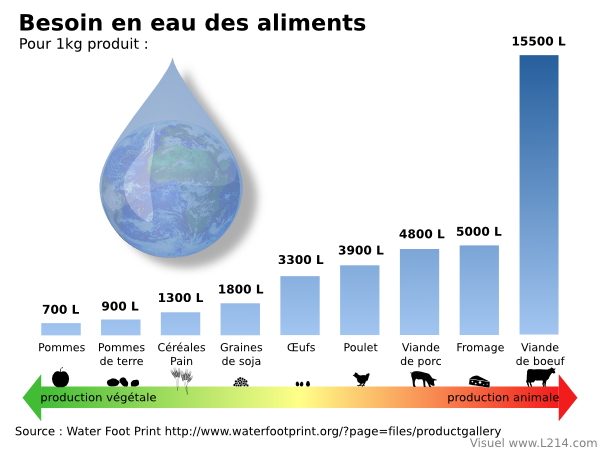 Besoin en eau des aliments
Pour 1kg produit :
15500 L
5000 L
4800 L
3900 L
3300 L
1800 L
1300 L
900 L
700 L
Pommes
Pommes de terre
Céréales Pain
Graines de soja
Œufs
Poulet
Viande de porc
Fromage
Viande de boeuf
production végétale
production animale
Source : Water Foot Print http://www.waterfootprint.org/?page=files/productgallery
Visuel www.L214.com